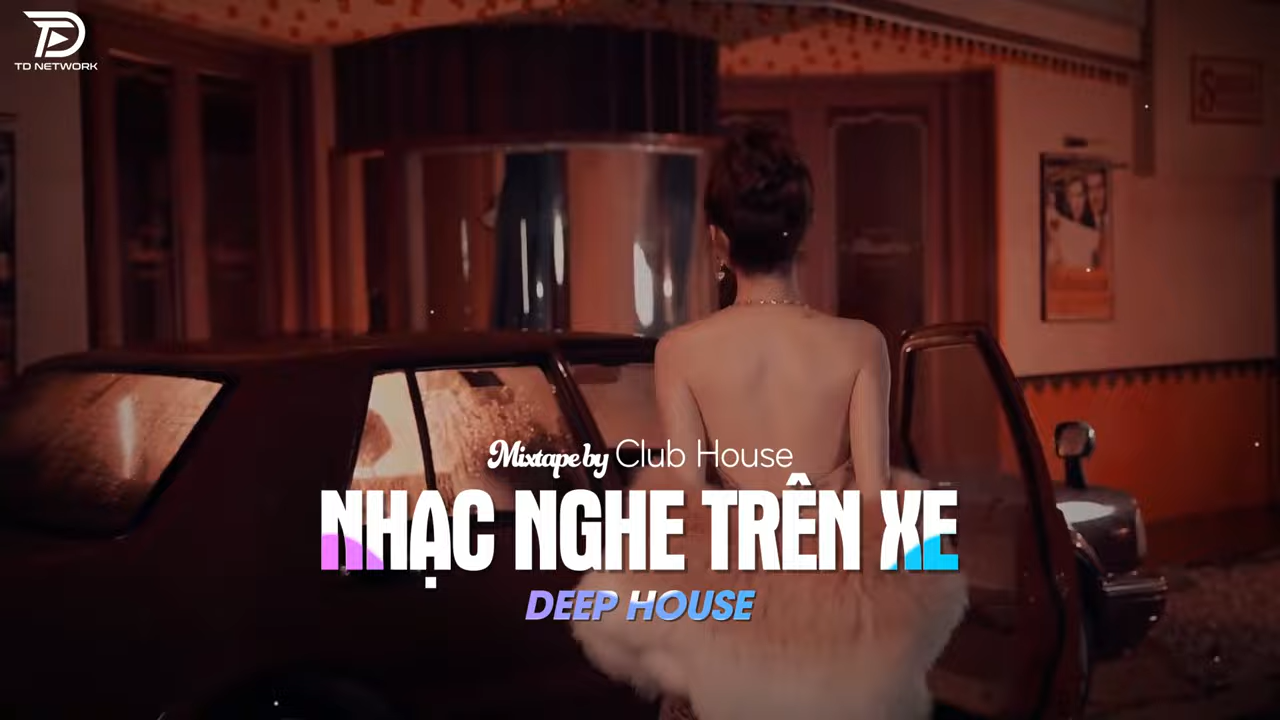 TD NETWORK
Mixtape by Club House
NHẠC NGHE TRÊN XE
DEEP HOUSE